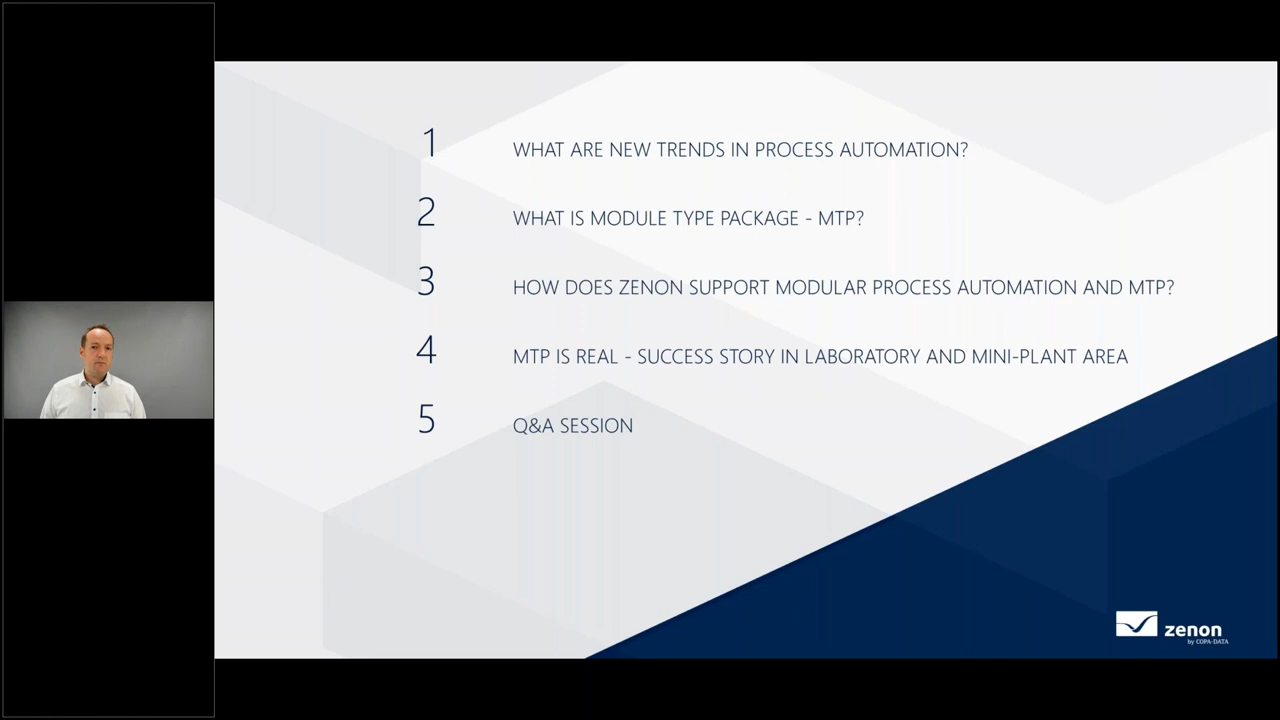 1 WHAT ARE NEW TRENDS IN PROCESS AUTOMATION?
2 WHAT IS MODULE TYPE PACKAGE - MTP?
3 HOW DOES ZENON SUPPORT MODULAR PROCESS AUTOMATION AND MTP?
4 MTP IS REAL - SUCCESS STORY IN LABORATORY AND MINI-PLANT AREA
5 Q&A SESSION
zenon
by COPA-DATA